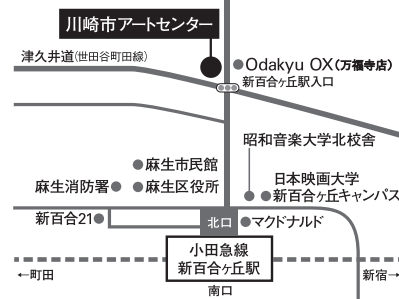 川崎市アートセンター
津久井道(世田谷町田線)
Odakyu OX(万福寺店)
新百合ヶ丘駅入口
昭和音楽大学北校舎
麻生市民館
日本映画大学
新百合ヶ丘キャンパス
麻生消防署
麻生区役所
新百合21
北口
マクドナルド
小田急線
新百合ヶ丘駅
←町田
新宿→
南口